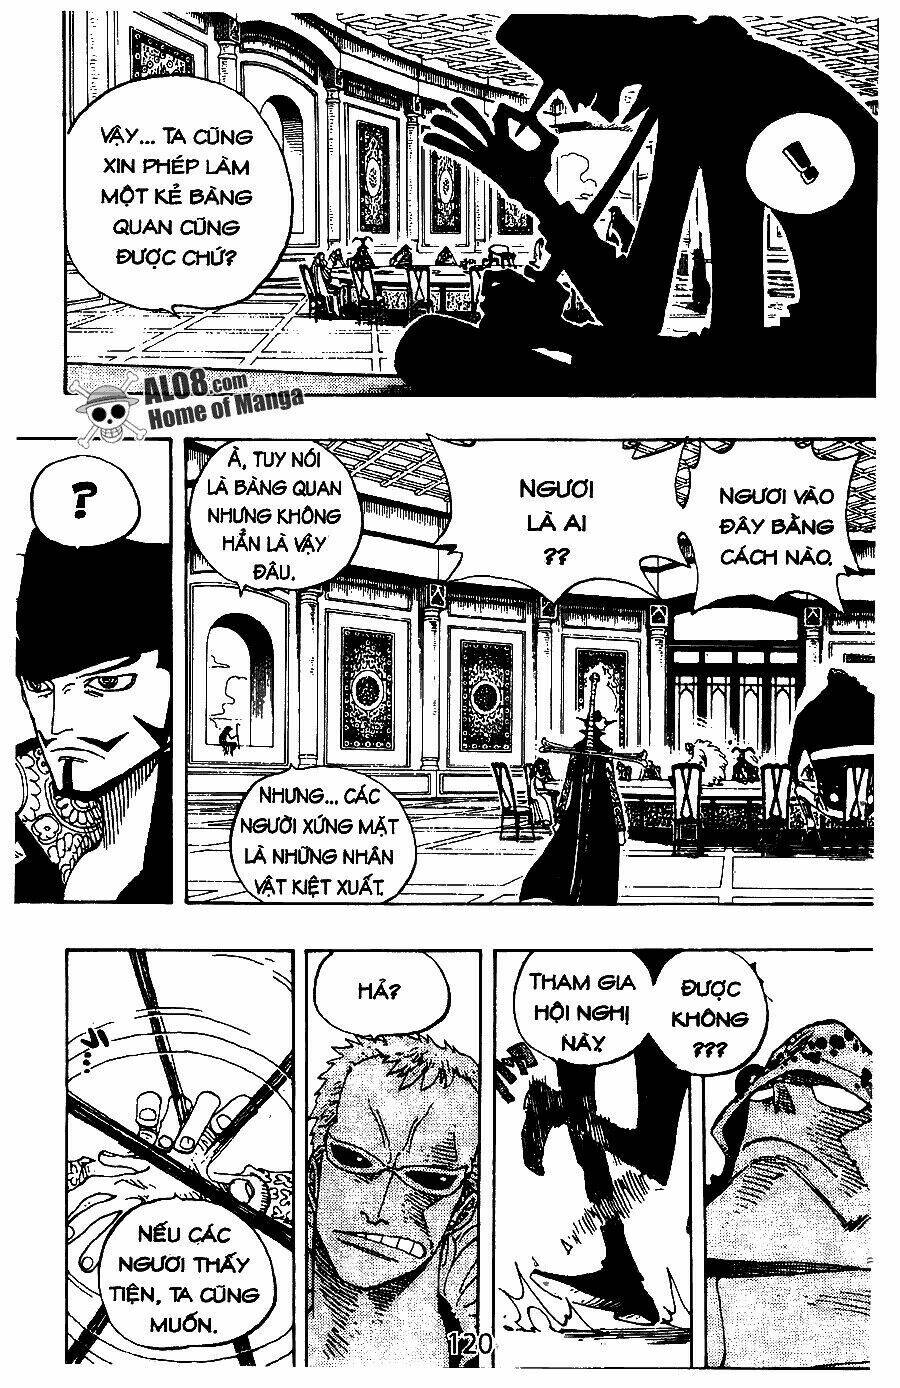 VẬY... TA CŨNG
XIN PHÉP LÀM
MỘT KẺ BÀNG
QUAN CŨNG
ĐƯỢC CHỨ?
!
AL08.com
Home of Manga
?
À, TUY NÓI
LÀ BÀNG QUAN
NHƯNG KHÔNG
HẲN LÀ VẬY
ĐÂU.
NGƯƠI
LÀ AI
??
NGƯƠI VÀO
ĐÂY BẰNG
CÁCH NÀO.
NHƯNG... CÁC
NGƯỜI XỨNG MẶT
LÀ NHỮNG NHÂN
VẬT KIỆT XUẤT.
NẾU CÁC
NGƯƠI THẤY
TIỆN, TA CŨNG
MUỐN.
HẢ?
THAM GIA
HỘI NGHỊ
NÀY.
ĐƯỢC
KHÔNG
???
120